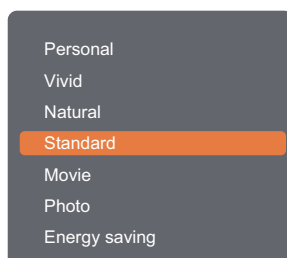 Personal
Vivid
Natural
Standard
Movie
Photo
Energy saving